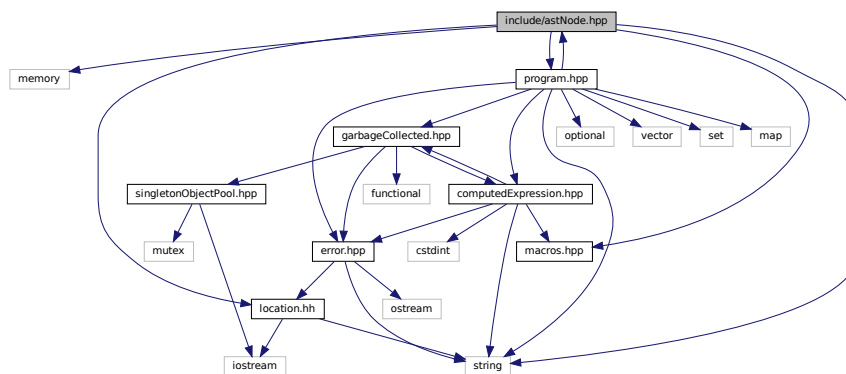 include/astNode.hpp
memory
program.hpp
garbageCollected.hpp
optional
vector
set
map
singletonObjectPool.hpp
functional
computedExpression.hpp
mutex
error.hpp
cstdint
macros.hpp
location.hh
ostream
iostream
string